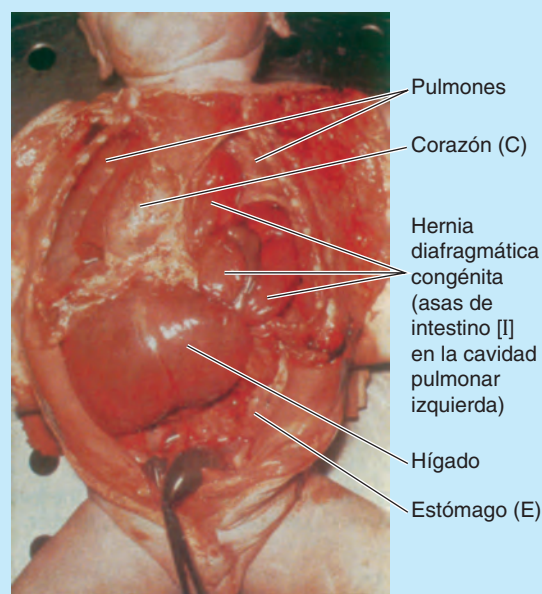 Pulmones
Corazón (C)
Hernia
diafragmática
congénita
(asas de
intestino [I]
en la cavidad
pulmonar
izquierda)
Hígado
Estómago (E)